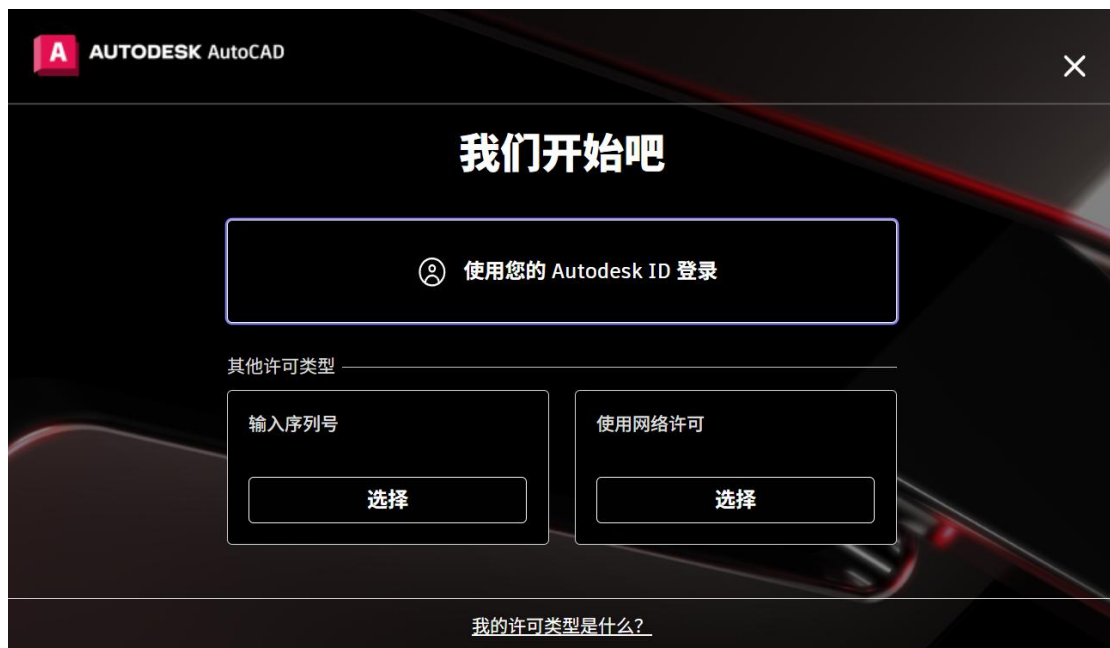 A
AUTODESK AutoCAD
我们开始吧
使用您的 Autodesk ID 登录
其他许可类型
输入序列号
选择
使用网络许可
选择
我的许可类型是什么?